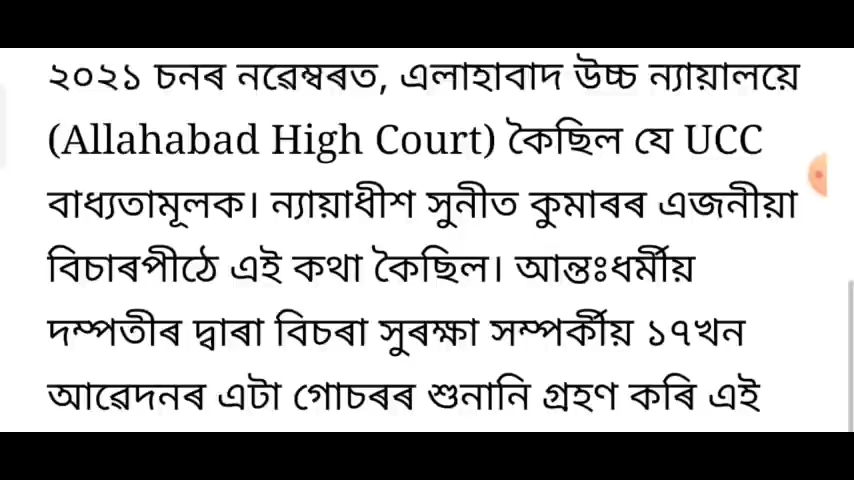 ২০২১ চনৰ নৱেম্বৰত, এলাহাবাদ উচ্চ ন্যায়ালয়ে
(Allahabad High Court) কৈছিল যে UCC
বাধ্যতামূলক। ন্যায়াধীশ সুনীত কুমাৰৰ এজনীয়া
বিচাৰপীঠে এই কথা কৈছিল। আন্তঃধৰ্মীয়
দম্পতীৰ দ্বাৰা বিচৰা সুৰক্ষা সম্পৰ্কীয় ১৭খন
আৱেদনৰ এটা গোচৰৰ শুনানি গ্ৰহণ কৰি এই